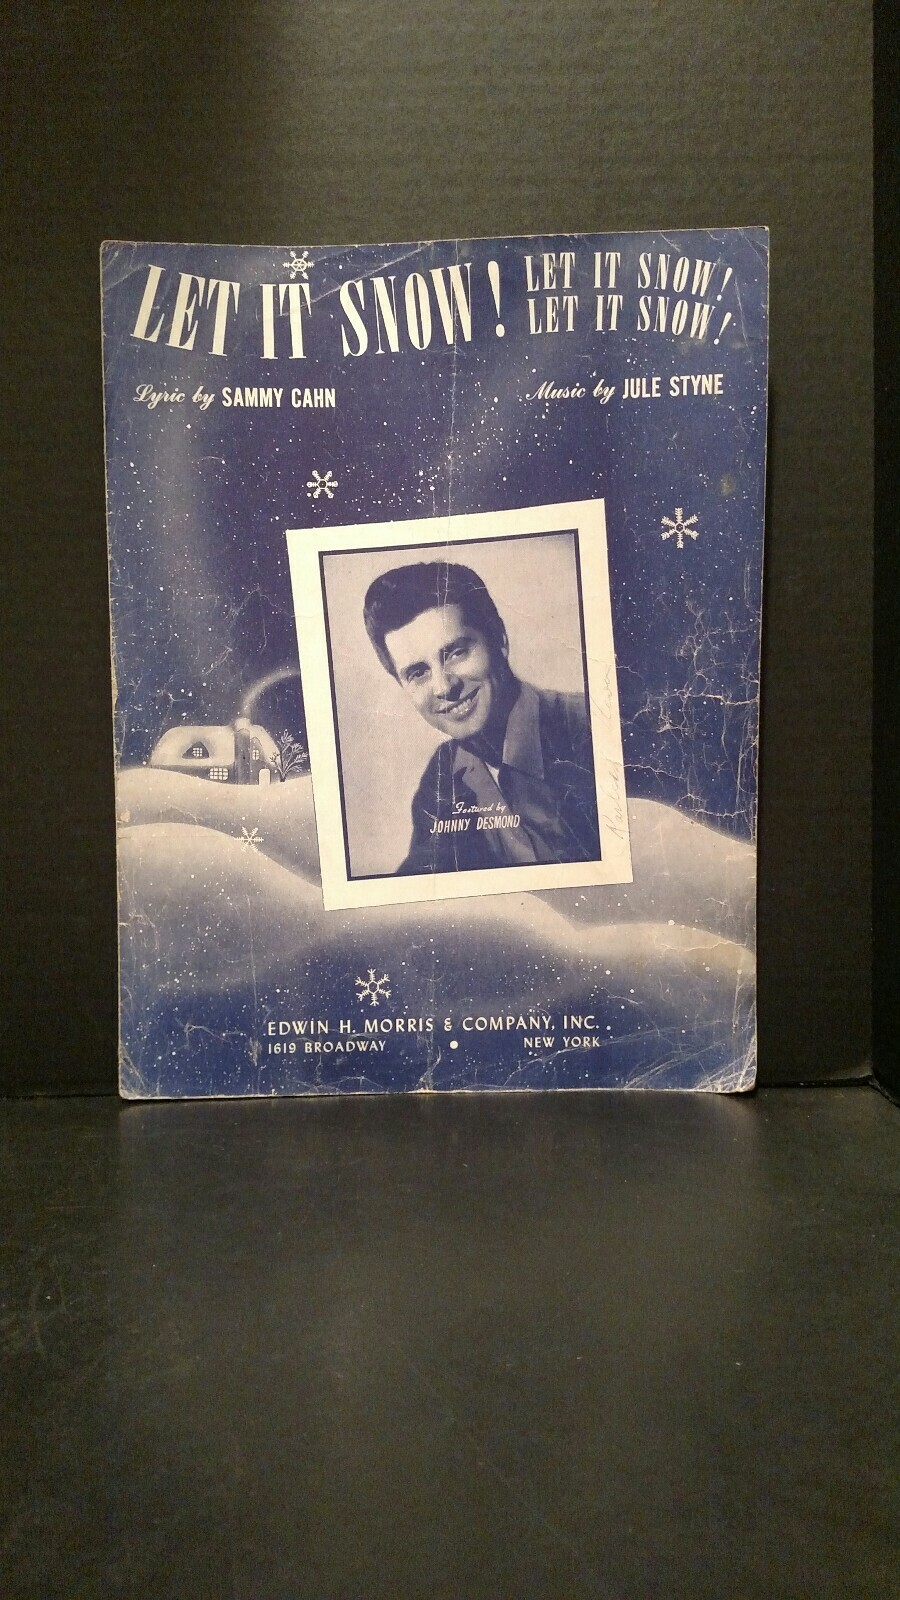 LET IT SNOW! LET IT SNOW!
LET IT SNOW!
Lyric by SAMMY CAHN
Music by JULE STYNE
Featured by
JOHNNY DESMOND
EDWIN H. MORRIS & COMPANY, INC.
1619 BROADWAY • NEW YORK